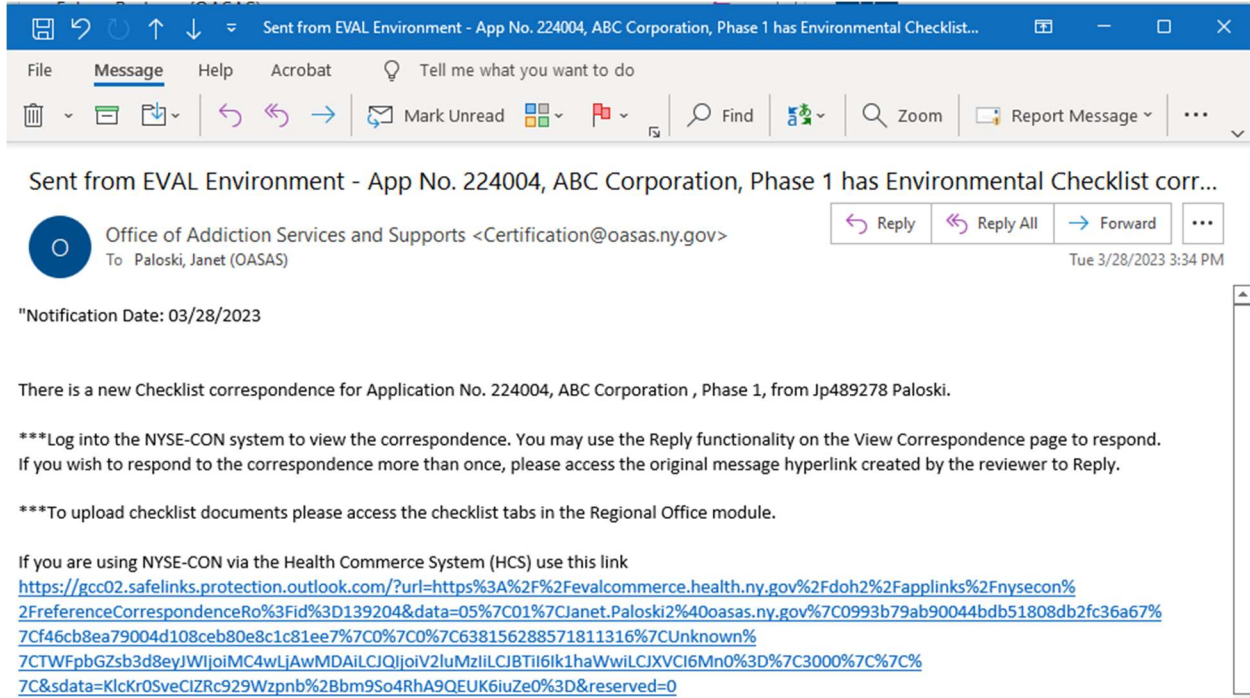 Sent from EVAL Environment - App No. 224004, ABC Corporation, Phase 1 has Environmental Checklist...
File Message Help Acrobat Tell me what you want to do
Mark Unread Find Zoom Report Message ...
Sent from EVAL Environment - App No. 224004, ABC Corporation, Phase 1 has Environmental Checklist corr...
Reply Reply All Forward ...
O
Office of Addiction Services and Supports <Certification@oasas.ny.gov>
To Paloski, Janet (OASAS)
Tue 3/28/2023 3:34 PM
"Notification Date: 03/28/2023
There is a new Checklist correspondence for Application No. 224004, ABC Corporation , Phase 1, from Jp489278 Paloski.
***Log into the NYSE-CON system to view the correspondence. You may use the Reply functionality on the View Correspondence page to respond.
If you wish to respond to the correspondence more than once, please access the original message hyperlink created by the reviewer to Reply.
***To upload checklist documents please access the checklist tabs in the Regional Office module.
If you are using NYSE-CON via the Health Commerce System (HCS) use this link
https://gcc02.safelinks.protection.outlook.com/?url=https%3A%2F%2Fevalcommerce.health.ny.gov%2Fdoh2%2Fapplinks%2Fnysecon%
2FreferenceCorrespondenceRo%3Fid%3D139204&data=05%7C01%7CJanet.Paloski2%40oasas.ny.gov%7C0993b79ab90044bdb51808db2fc36a67%
7Cf46cb8ea79004d108ceb80e8c1c81ee7%7C0%7C0%7C638156288571811316%7CUnknown%
7CTWFpbGZsb3d8eyJWIjoiMC4wLjAwMDAiLCJQIjoiV2luMzIiLCJBTiI6Ik1haWwiLCJXVCI6Mn0%3D%7C3000%7C%7C%
7C&sdata=KlcKr0SveCIZRc929Wzpnb%2Bbm9So4RhA9QEUK6iuZe0%3D&reserved=0